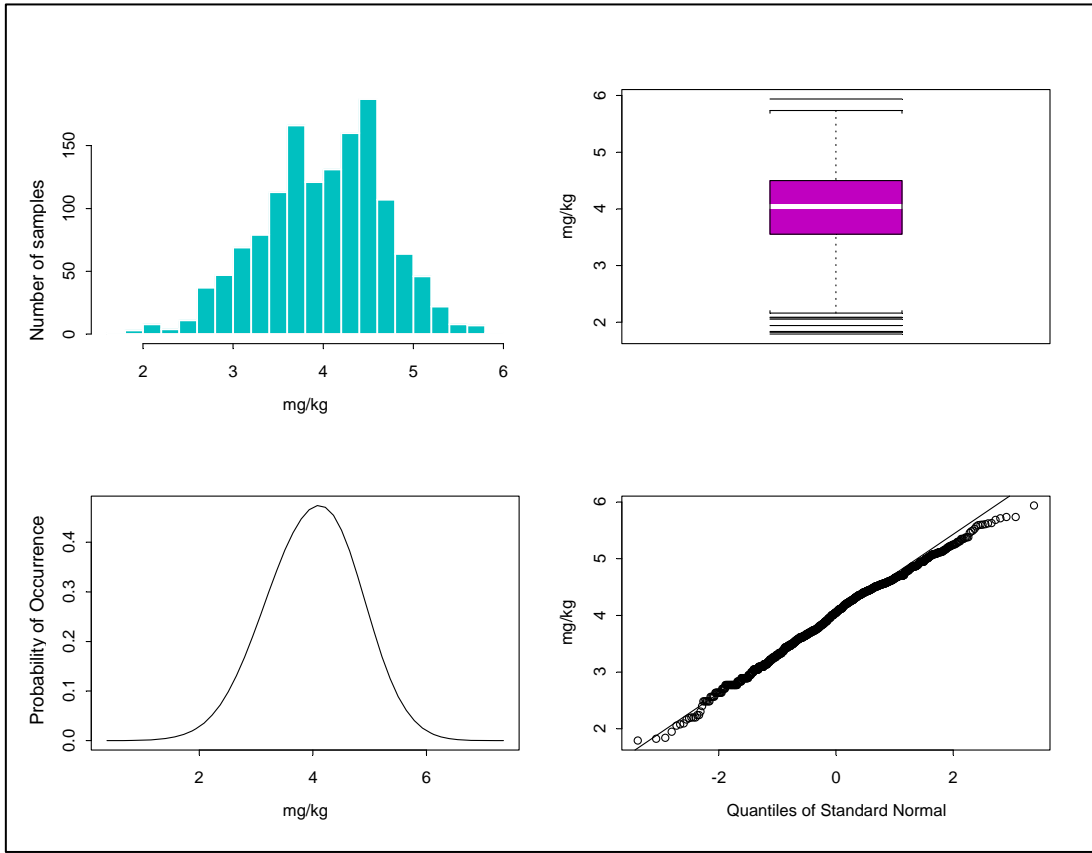 Number of samples
0 50 100 150
2 3 4 5 6
mg/kg
mg/kg
2 3 4 5 6
Probability of Occurrence
0.0 0.1 0.2 0.3 0.4
2 4 6
mg/kg
mg/kg
2 3 4 5 6
-2 0 2
Quantiles of Standard Normal